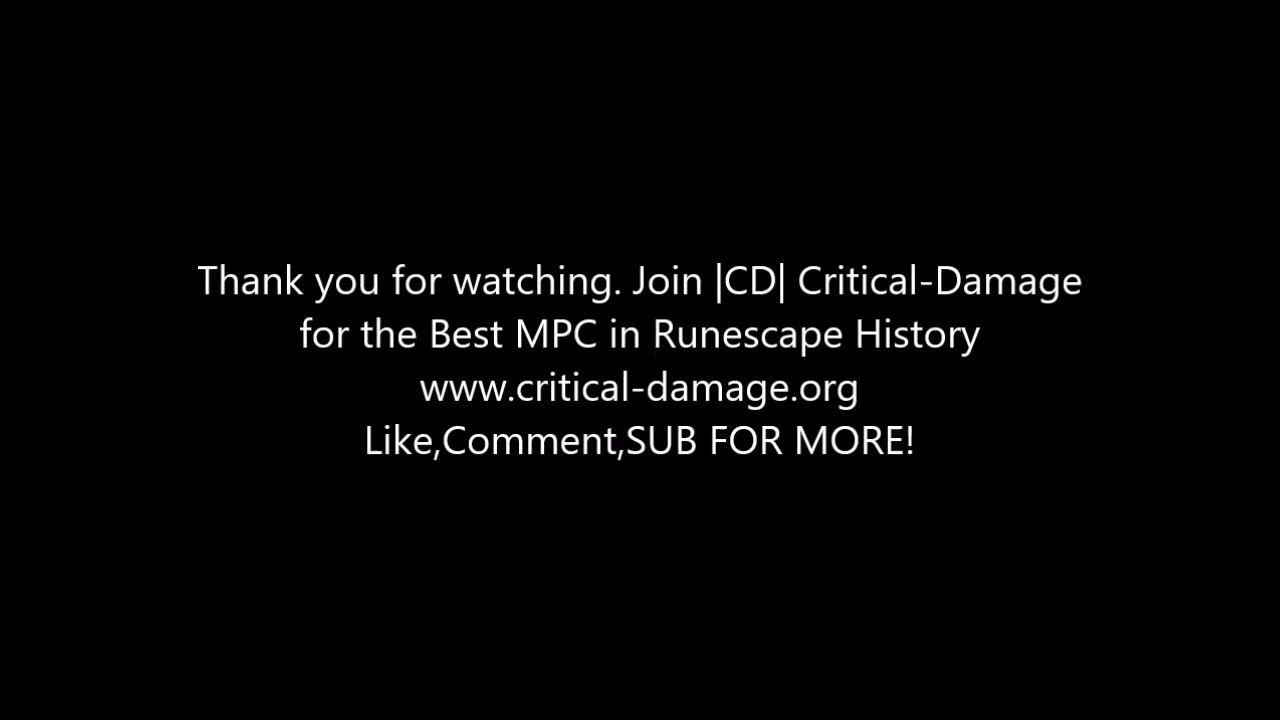 Thank you for watching. Join |CD| Critical-Damage
for the Best MPC in Runescape History
www.critical-damage.org
Like,Comment,SUB FOR MORE!